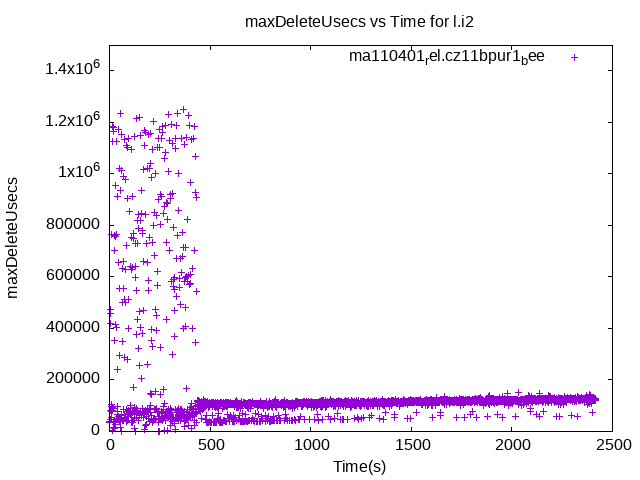 maxDeleteUsecs vs Time for l.i2
ma110401rel.cz11bpur1bee
maxDeleteUsecs
1.4x10^6
1.2x10^6
1x10^6
800000
600000
400000
200000
0
0 500 1000 1500 2000 2500
Time(s)